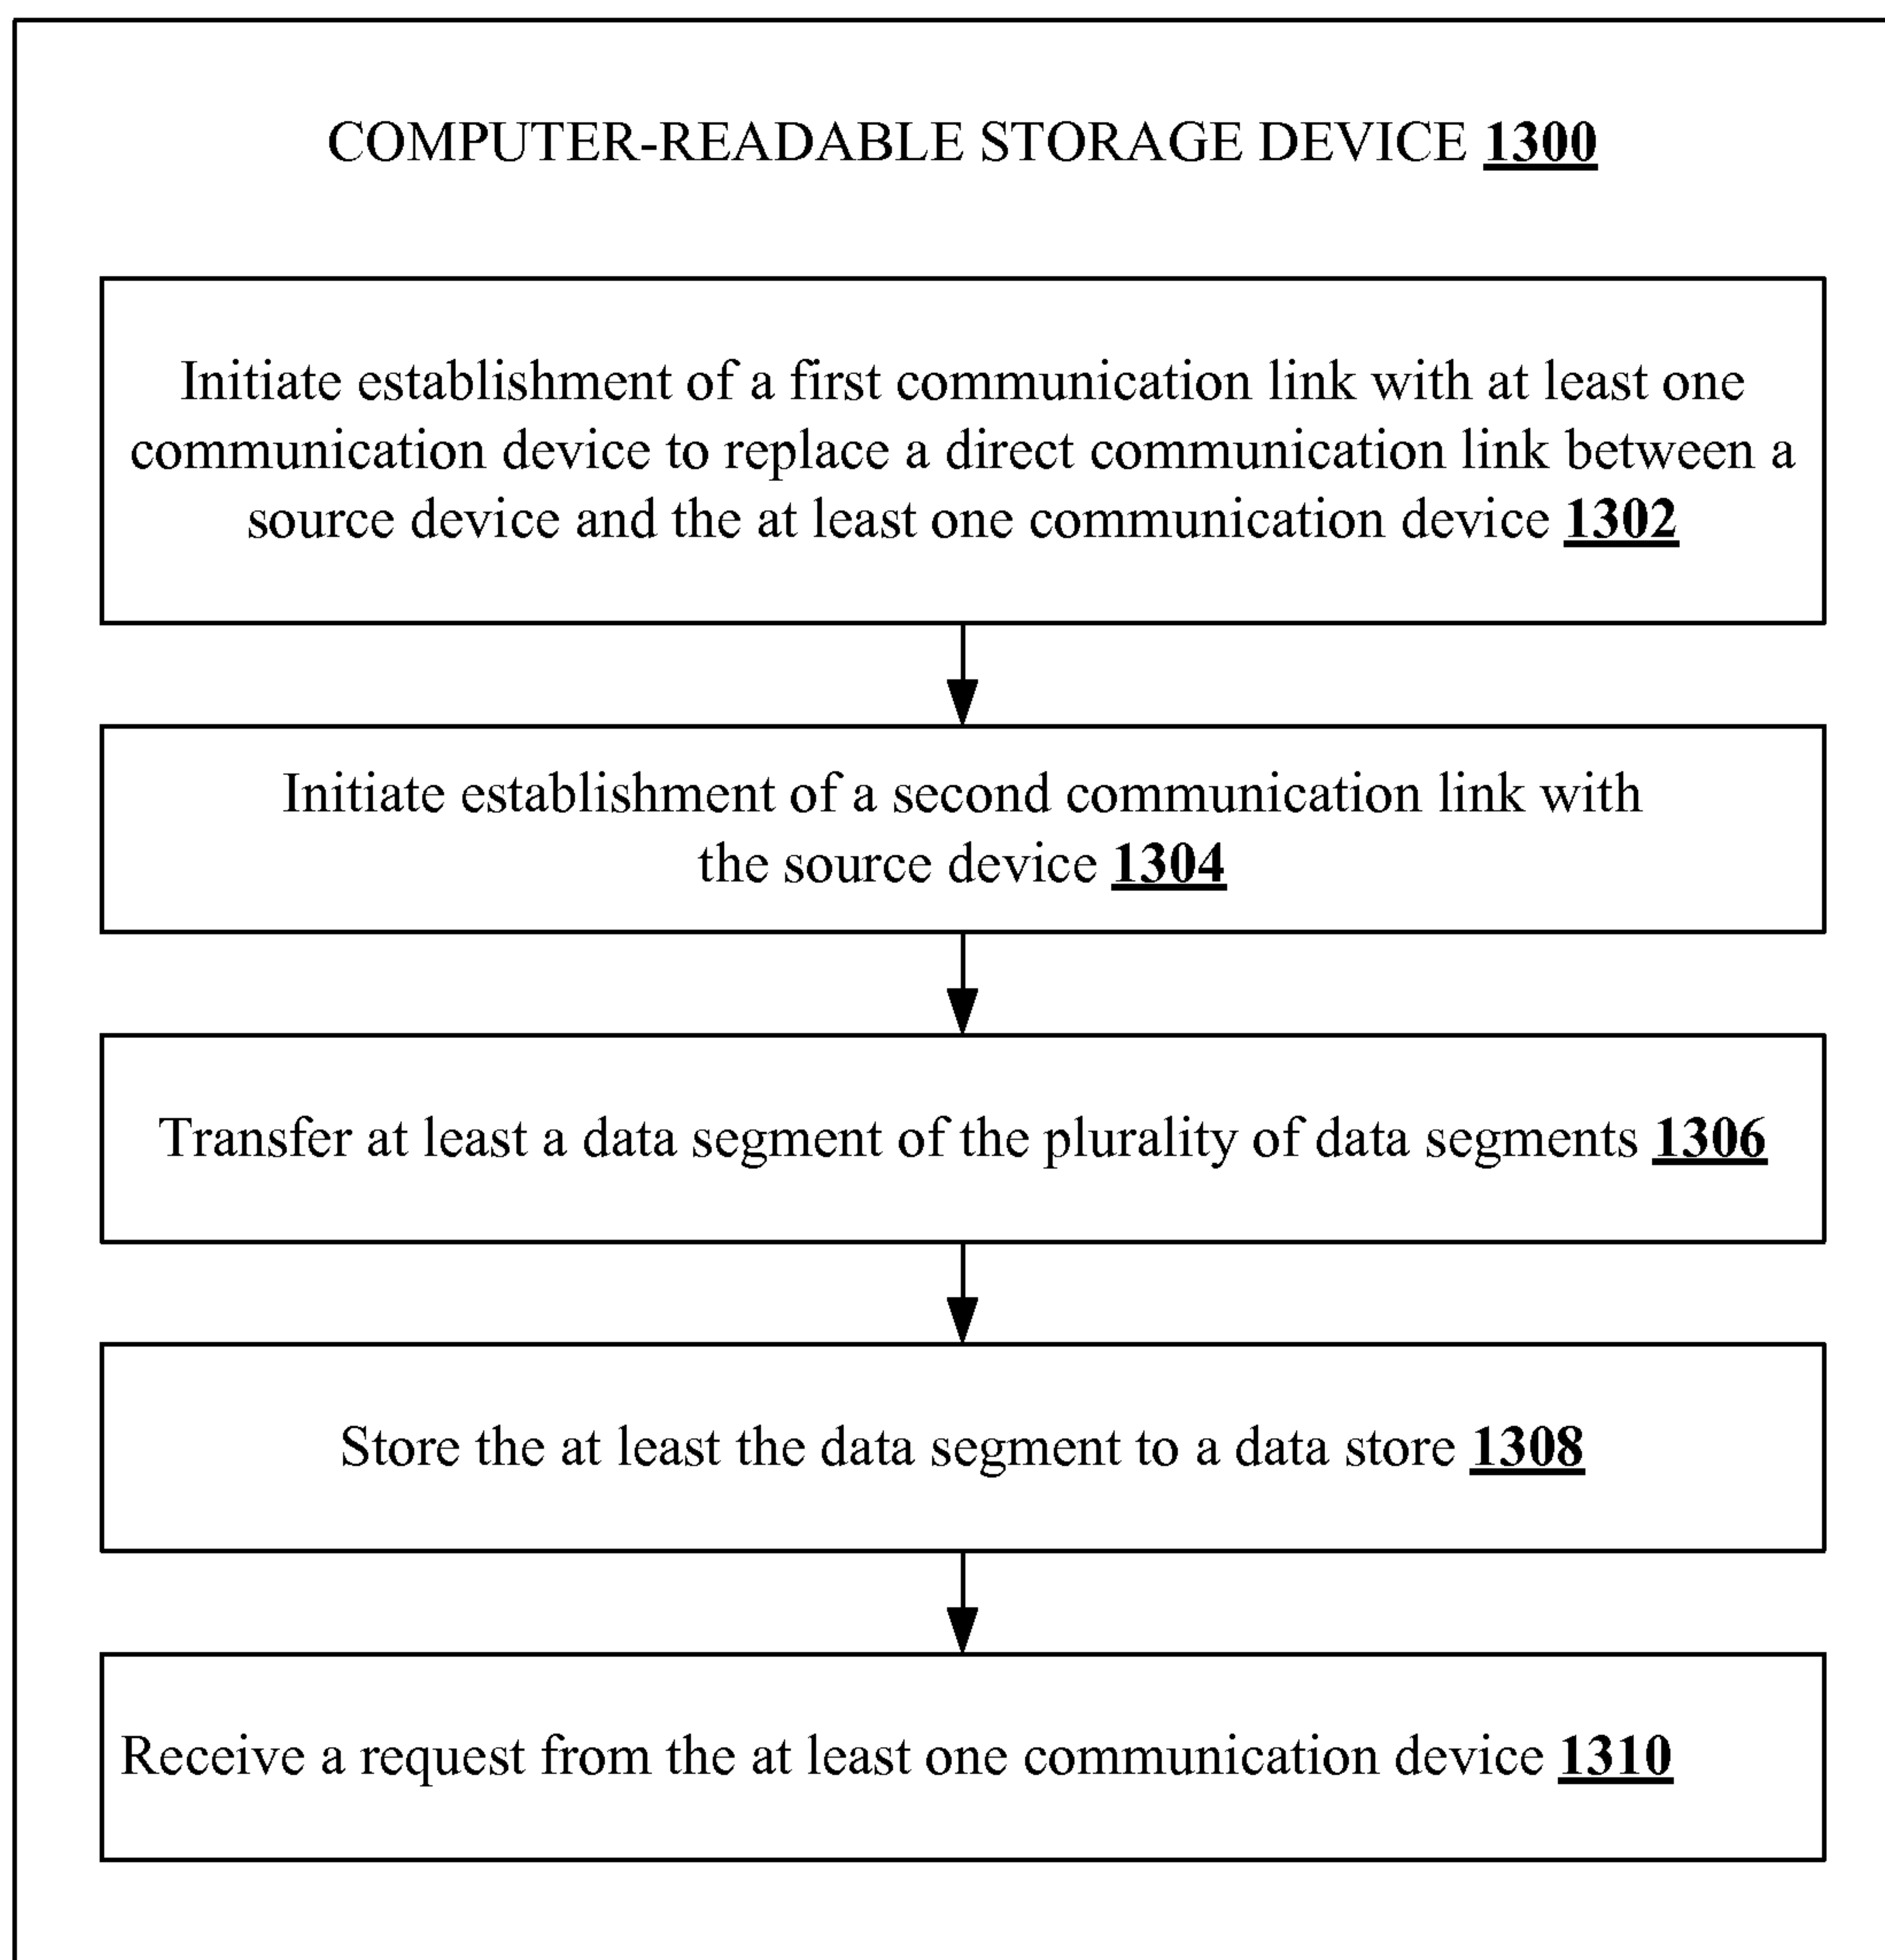 COMPUTER-READABLE STORAGE DEVICE 1300
Initiate establishment of a first communication link with at least one
communication device to replace a direct communication link between a
source device and the at least one communication device 1302
Initiate establishment of a second communication link with
the source device 1304
Transfer at least a data segment of the plurality of data segments 1306
Store the at least the data segment to a data store 1308
Receive a request from the at least one communication device 1310